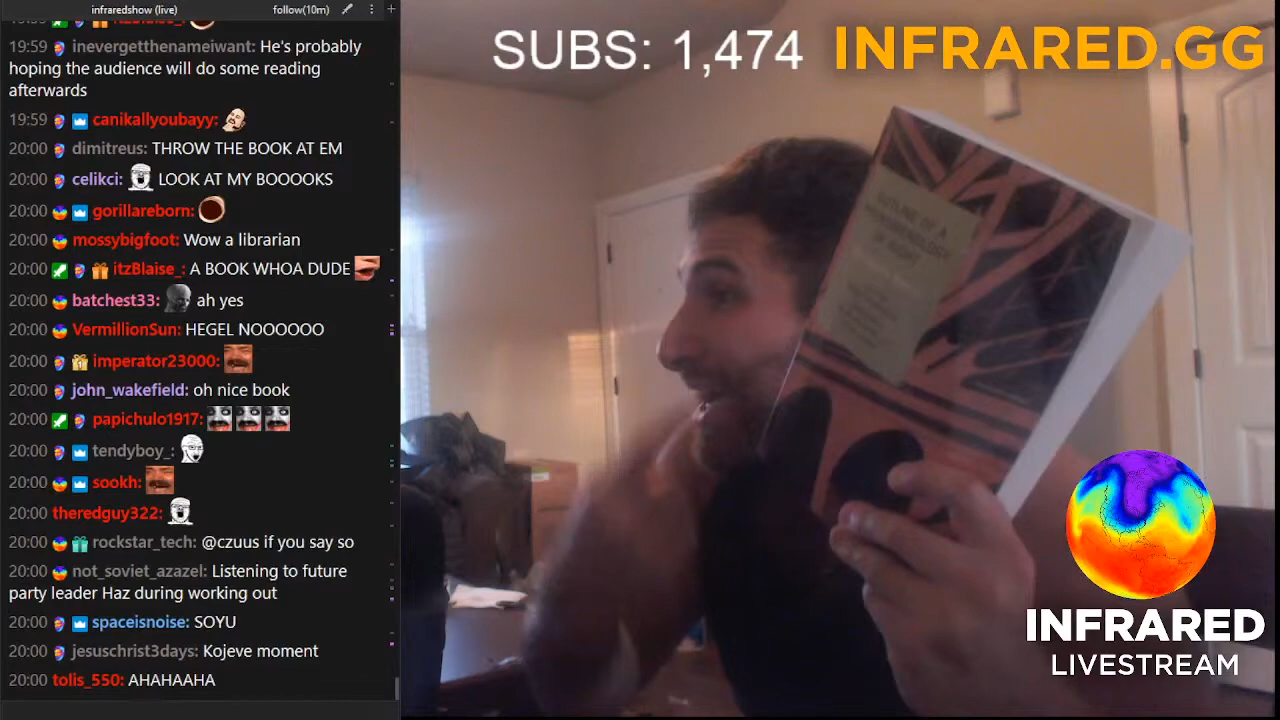 infraredshow (live)
follow(10m)
19:59 inevergetthenameiwant: He's probably
hoping the audience will do some reading
afterwards
19:59 canikallyoubayy:
20:00 dimitreus: THROW THE BOOK AT EM
20:00 celikci: LOOK AT MY BOOOOKS
20:00 gorillareborn:
20:00 mossybigfoot: Wow a librarian
20:00 itzBlaise_: A BOOK WHOA DUDE
20:00 batchest33: ah yes
20:00 VermillionSun: HEGEL NOOOOOO
20:00 imperator23000:
20:00 john_wakefield: oh nice book
20:00 papichulo1917:
20:00 tendyboy_:
20:00 sookh:
20:00 theredguy322:
20:00 rockstar_tech: @czuus if you say so
20:00 not_soviet_azazel: Listening to future
party leader Haz during working out
20:00 spaceisnoise: SOYU
20:00 jesuschrist3days: Kojeve moment
20:00 tolis_550: AHAHAAHA
SUBS: 1,474
INFRARED.GG
OUTLINE OF A
PHENOMENOLOGY
OF RIGHT
INFRARED
LIVESTREAM